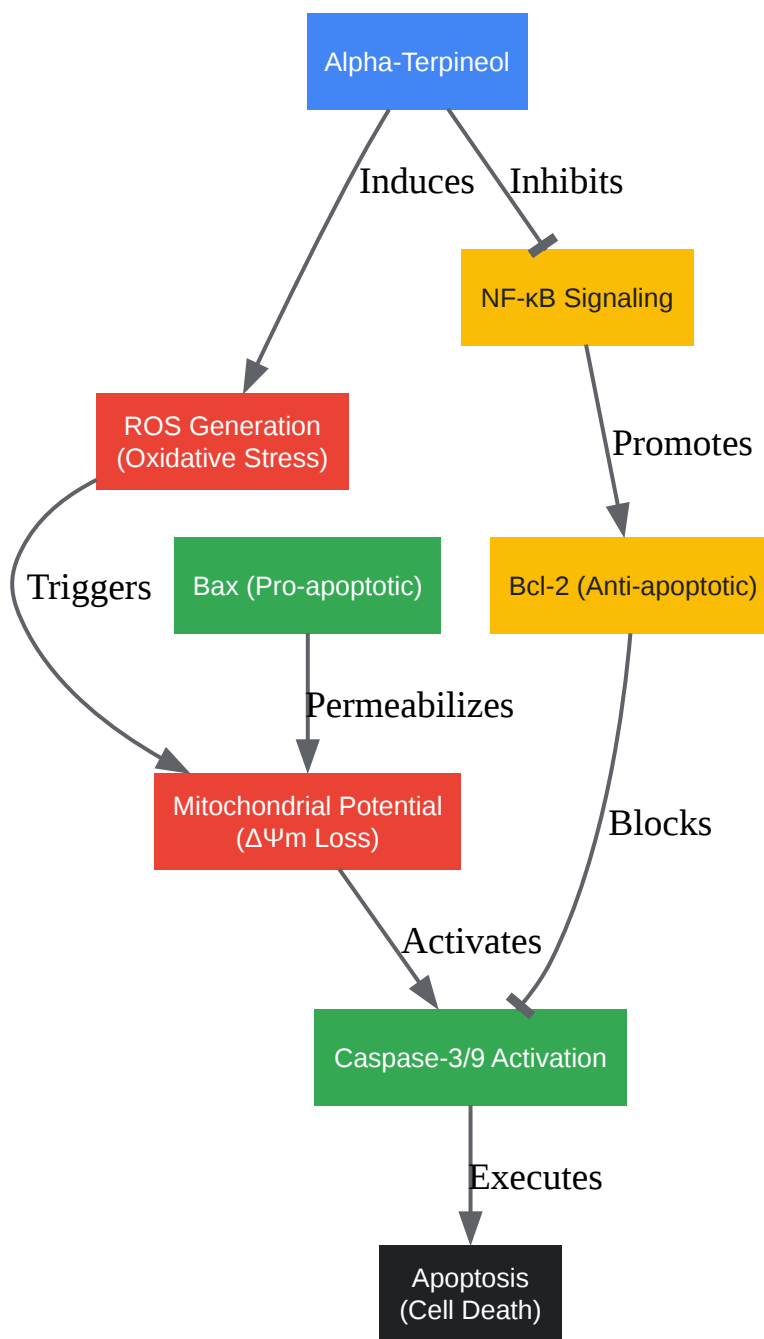 Alpha-Terpineol
Induces
Inhibits
NF-κB Signaling
ROS Generation
(Oxidative Stress)
Promotes
Triggers
Bax (Pro-apoptotic)
Bcl-2 (Anti-apoptotic)
Permeabilizes
Mitochondrial Potential
(ΔΨm Loss)
Blocks
Activates
Caspase-3/9 Activation
Executes
Apoptosis
(Cell Death)